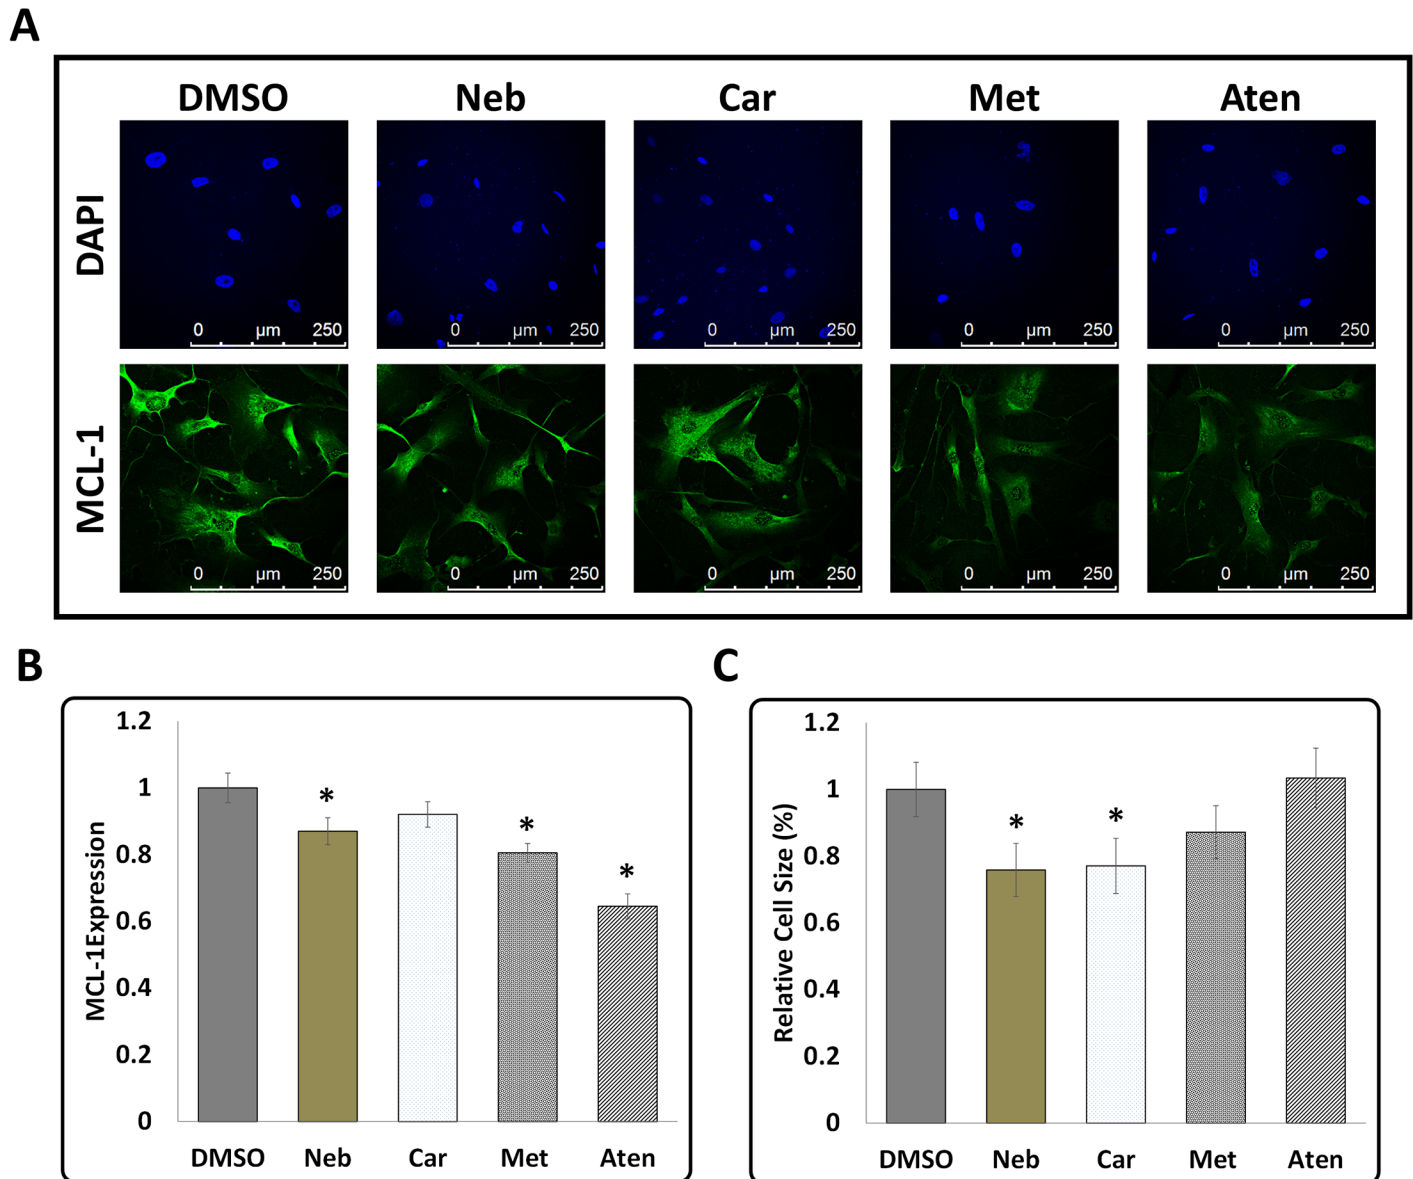 A
DMSO Neb Car Met Aten
DAPI
0 µm 250 0 µm 250 0 µm 250 0 µm 250 0 µm 250
MCL-1
0 µm 250 0 µm 250 0 µm 250 0 µm 250 0 µm 250
B
MCL-1Expression
1.2
1
0.8
0.6
0.4
0.2
0
* * *
DMSO Neb Car Met Aten
C
Relative Cell Size (%)
1.2
1
0.8
0.6
0.4
0.2
0
* *
DMSO Neb Car Met Aten